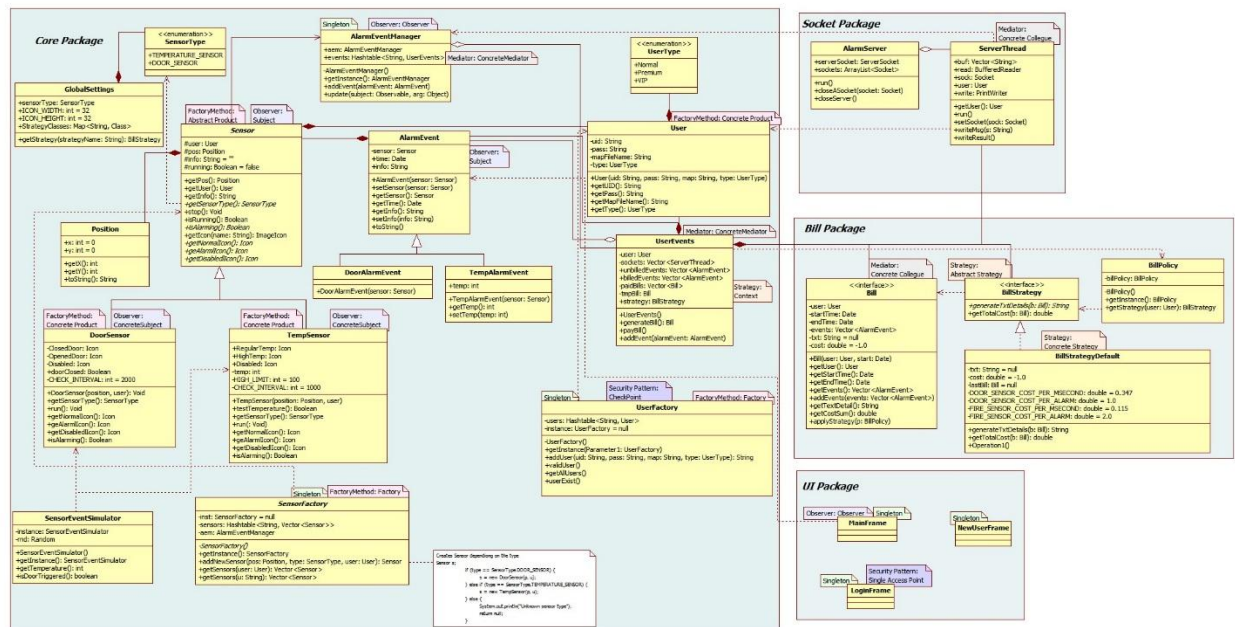 Core Package
<<enumeration>>
SensorType
+TEMPERATURE_SENSOR
+DOOR_SENSOR
GlobalSettings
+sensorType: SensorType
+ICON_WIDTH: int = 32
+ICON_HEIGHT: int = 32
+StrategyClasses: Map<String, Class>
+getStrategy(strategyName: String): BillStrategy
Singleton
Observer: Observer
AlarmEventManager
+aem: AlarmEventManager
+events: Hashtable<String, UserEvents>
-AlarmEventManager()
+getInstance(): AlarmEventManager
+addEvent(alarmEvent: AlarmEvent)
+update(subject: Observable, arg: Object)
Mediator: ConcreteMediator
<<enumeration>>
UserType
+Normal
+Premium
+VIP
FactoryMethod:
Abstract Product
Observer:
Subject
Sensor
#user: User
#pos: Position
#info: String = ""
#running: Boolean = false
+getPos(): Position
+getUser(): User
+getInfo(): String
+getSensorType(): SensorType
+stop(): Void
+isRunning(): Boolean
+isAlarming(): Boolean
+getIcon(name: String): ImageIcon
+getNormalIcon(): Icon
+geAlarmIcon(): Icon
+getDisabledIcon(): Icon
AlarmEvent
-sensor: Sensor
+time: Date
+info: String
+AlarmEvent(sensor: Sensor)
+setSensor(sensor: Sensor)
+getSensor(): Sensor
+getTime(): Date
+getInfo(): String
+setInfo(info: String)
+toString()
Observer:
Subject
FactoryMethod: Concrete Product
User
-uid: String
-pass: String
-mapFileName: String
-type: UserType
+User(uid: String, pass: String, map: String, type: UserType)
+getUID(): String
+getPass(): String
+getMapFileName(): String
+getType(): UserType
Position
+x: int = 0
+y: int = 0
+getX(): int
+getY(): int
+toString(): String
DoorAlarmEvent
+DoorAlarmEvent(sensor: Sensor)
TempAlarmEvent
+temp: int
+TempAlarmEvent(sensor: Sensor)
+getTemp(): int
+setTemp(temp: int)
Mediator: ConcreteMediator
UserEvents
-user: User
-sockets: Vector<ServerThread>
-unbilledEvents: Vector<AlarmEvent>
-billedEvents: Vector<AlarmEvent>
-paidBills: Vector<Bill>
-tmpBill: Bill
-strategy: BillStrategy
+UserEvents()
+generateBill(): Bill
+payBill()
+addEvent(alarmEvent: AlarmEvent)
Strategy:
Context
FactoryMethod:
Concrete Product
Observer:
ConcreteSubject
DoorSensor
-ClosedDoor: Icon
-OpenedDoor: Icon
-Disabled: Icon
+doorClosed: Boolean
-CHECK_INTERVAL: int = 2000
+DoorSensor(position, user): Void
+getSensorType(): SensorType
+run(): Void
+getNormalIcon(): Icon
+geAlarmIcon(): Icon
+getDisabledIcon(): Icon
+isAlarming(): Boolean
FactoryMethod:
Concrete Product
Observer:
ConcreteSubject
TempSensor
+RegularTemp: Icon
+HighTemp: Icon
+Disabled: Icon
-temp: int
+HIGH_LIMIT: int = 100
-CHECK_INTERVAL: int = 1000
+TempSensor(position: Position, user)
+testTemperature(): Boolean
+getSensorType(): SensorType
+run(: Void)
+getNormalIcon(): Icon
+geAlarmIcon(): Icon
+getDisabledIcon(): Icon
+isAlarming(): Boolean
Singleton
Security Pattern:
CheckPoint
FactoryMethod: Factory
UserFactory
-users: Hashtable<String, User>
-instance: UserFactory = null
-UserFactory()
+getInstance(Parameter1: UserFactory)
+addUser(uid: String, pass: String, map: String, type: UserType): String
+validUser()
+getAllUsers()
+userExist()
SensorEventSimulator
-instance: SensorEventSimulator
-rnd: Random
+SensorEventSimulator()
+getInstance(): SensorEventSimulator
+getTemperature(): int
+isDoorTriggered(): boolean
Singleton
FactoryMethod: Factory
SensorFactory
-inst: SensorFactory = null
-sensors: Hashtable<String, Vector<Sensor>>
-aem: AlarmEventManager
-SensorFactory()
+getInstance(): SensorFactory
+addNewSensor(pos: Position, type: SensorType, user: User): Sensor
+getSensors(user: User): Vector<Sensor>
+getSensors(u: String): Vector<Sensor>
Creates Sensor dependong on the Type
Sensor s;
if (type == SensorType.DOOR_SENSOR) {
s = new DoorSensor(p, u);
} else if (type == SensorType.TEMPERATURE_SENSOR) {
s = new TempSensor(p, u);
} else {
System.out.println("Unknown sensor type");
return null;
}
Socket Package
Mediator:
Concrete Collegue
AlarmServer
-serverSocket: ServerSocket
-sockets: ArrayList<Socket>
+run()
+closeASocket(socket: Socket)
+closeServer()
ServerThread
+buf: Vector<String>
+read: BufferedReader
+sock: Socket
+user: User
+write: PrintWriter
+getUser(): User
+run()
+setSocket(sock: Socket)
+writeMsg(s: String)
+writeResult()
Bill Package
Mediator:
Concrete Collegue
<<interface>>
Bill
-user: User
-startTime: Date
-endTime: Date
-events: Vector<AlarmEvent>
-txt: String = null
-cost: double = -1.0
+Bill(user: User, start: Date)
+getUser(): User
+getStartTime(): Date
+getEndTime(): Date
+getEvents(): Vector<AlarmEvent>
+addEvents(events: Vector<AlarmEvent>)
+getTextDetail(): String
+getCostSum(): double
+applyStrategy(p: BillPolicy)
Strategy:
Abstract Strategy
<<interface>>
BillStrategy
+generateTxtDetails(b: Bill): String
+getTotalCost(b: Bill): double
BillPolicy
-billPolicy: BillPolicy
-BillPolicy()
+getInstance(): BillPolicy
+getStrategy(user: User): BillStrategy
Strategy:
Concrete Strategy
BillStrategyDefault
-txt: String = null
-cost: double = -1.0
-lastBill: Bill = null
-DOOR_SENSOR_COST_PER_MSECOND: double = 0.347
-DOOR_SENSOR_COST_PER_ALARM: double = 1.0
-FIRE_SENSOR_COST_PER_MSECOND: double = 0.115
-FIRE_SENSOR_COST_PER_ALARM: double = 2.0
+generateTxtDetails(b: Bill): String
+getTotalCost(b: Bill): double
+Operation1()
UI Package
Observer: Observer
Singleton
MainFrame
Singleton
NewUserFrame
Singleton
Security Pattern:
Single Access Point
LoginFrame